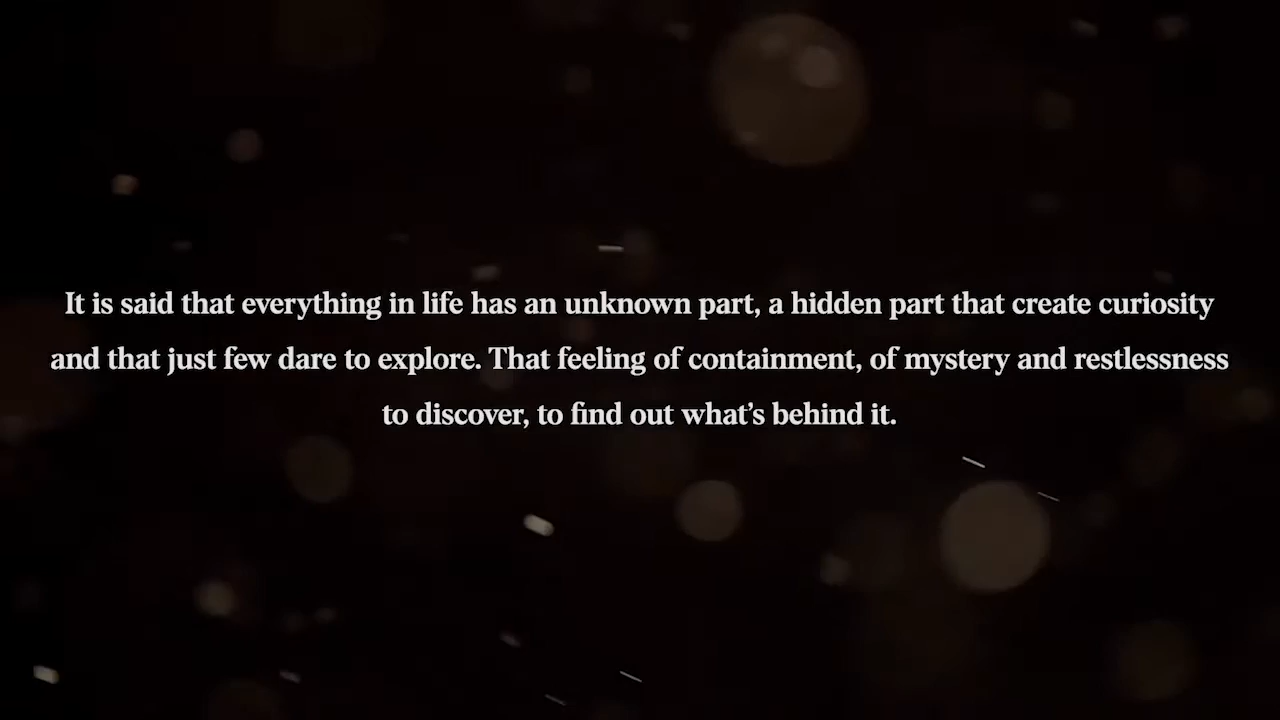 It is said that everything in life has an unknown part, a hidden part that create curiosity
and that just few dare to explore. That feeling of containment, of mystery and restlessness
to discover, to find out what’s behind it.